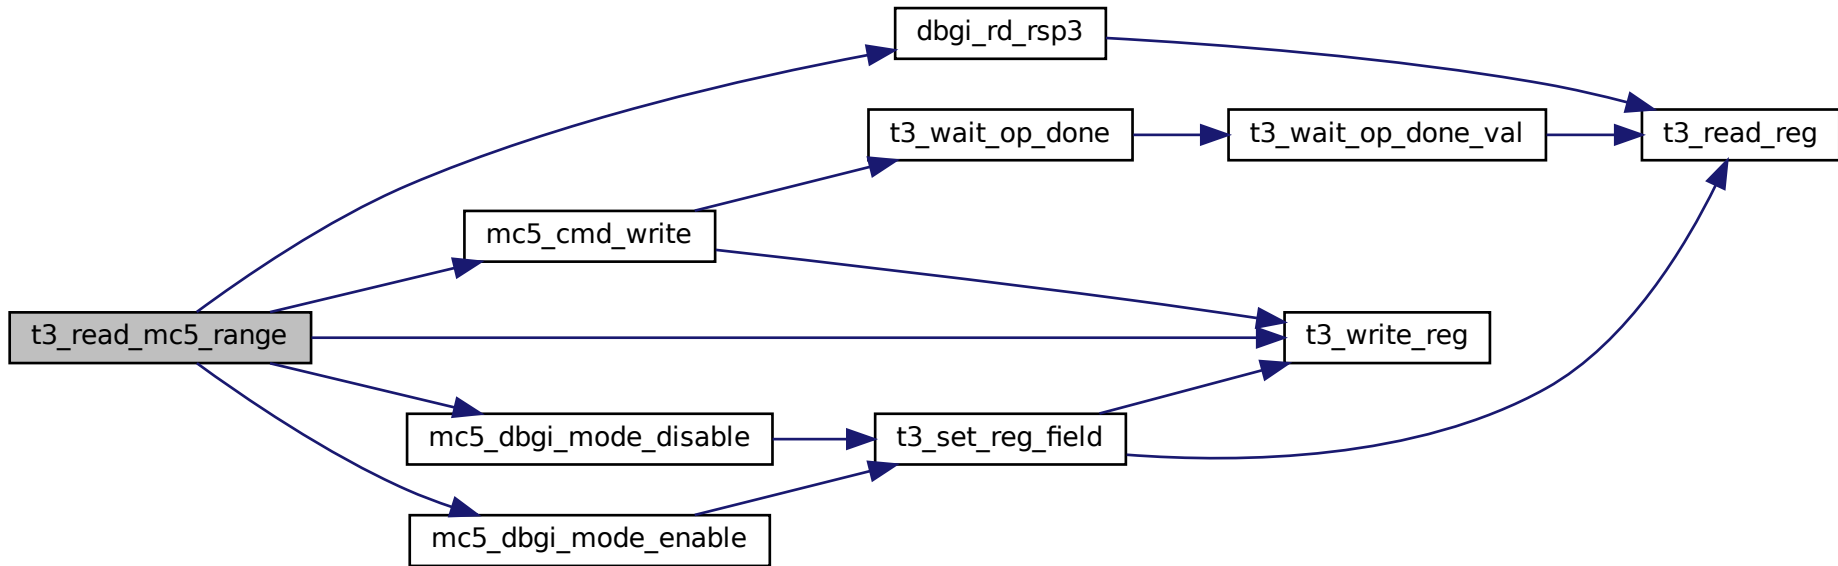 dbgi_rd_rsp3
t3_wait_op_done
t3_wait_op_done_val
t3_read_reg
mc5_cmd_write
t3_read_mc5_range
t3_write_reg
mc5_dbgi_mode_disable
t3_set_reg_field
mc5_dbgi_mode_enable